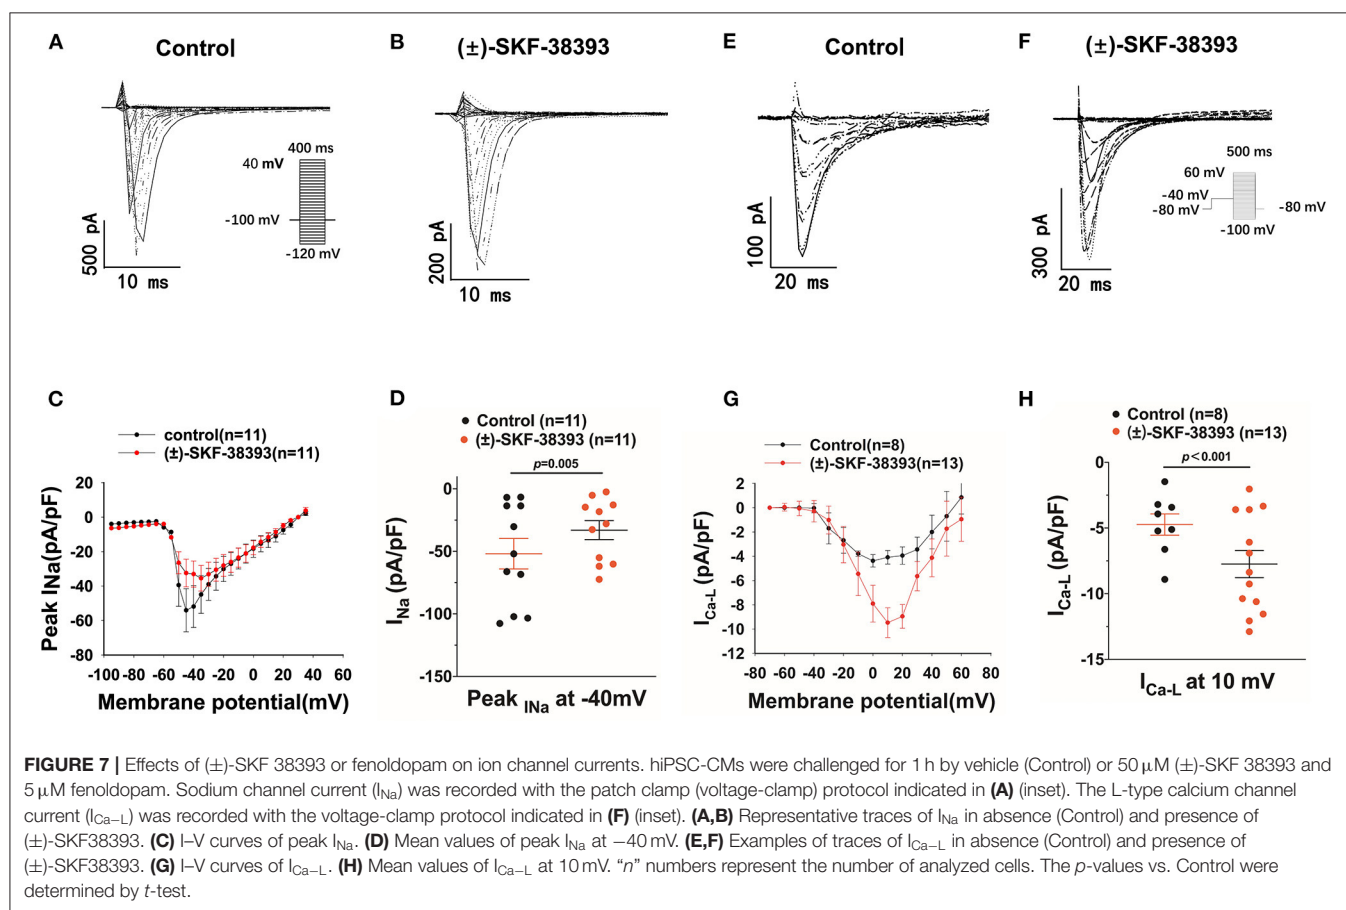 A
Control
B
(±)-SKF-38393
E
Control
F
(±)-SKF-38393
400 ms
40 mV
-100 mV
-120 mV
500 pA
10 ms
200 pA
10 ms
100 pA
20 ms
500 ms
60 mV
-40 mV
-80 mV
-80 mV
-100 mV
300 pA
20 ms
C
control(n=11)
(±)-SKF-38393(n=11)
Peak INa(pA/pF)
20
0
-20
-40
-60
-80
-100 -80 -60 -40 -20 0 20 40 60
Membrane potential(mV)
D
Control (n=11)
(±)-SKF-38393 (n=11)
p=0.005
INa (pA/pF)
0
-50
-100
-150
Peak INa at -40mV
G
Control(n=8)
(±)-SKF-38393(n=13)
ICa-L (pA/pF)
2
0
-2
-4
-6
-8
-10
-12
-80 -60 -40 -20 0 20 40 60 80
Membrane potential(mV)
H
Control (n=8)
(±)-SKF-38393 (n=13)
p<0.001
ICa-L (pA/pF)
0
-5
-10
-15
ICa-L at 10 mV
FIGURE 7 | Effects of (±)-SKF 38393 or fenoldopam on ion channel currents. hiPSC-CMs were challenged for 1 h by vehicle (Control) or 50 μM (±)-SKF 38393 and
5 μM fenoldopam. Sodium channel current (INa) was recorded with the patch clamp (voltage-clamp) protocol indicated in (A) (inset). The L-type calcium channel
current (ICa–L) was recorded with the voltage-clamp protocol indicated in (F) (inset). (A,B) Representative traces of INa in absence (Control) and presence of
(±)-SKF38393. (C) I–V curves of peak INa. (D) Mean values of peak INa at −40 mV. (E,F) Examples of traces of ICa–L in absence (Control) and presence of
(±)-SKF38393. (G) I–V curves of ICa–L. (H) Mean values of ICa–L at 10 mV. “n” numbers represent the number of analyzed cells. The p-values vs. Control were
determined by t-test.